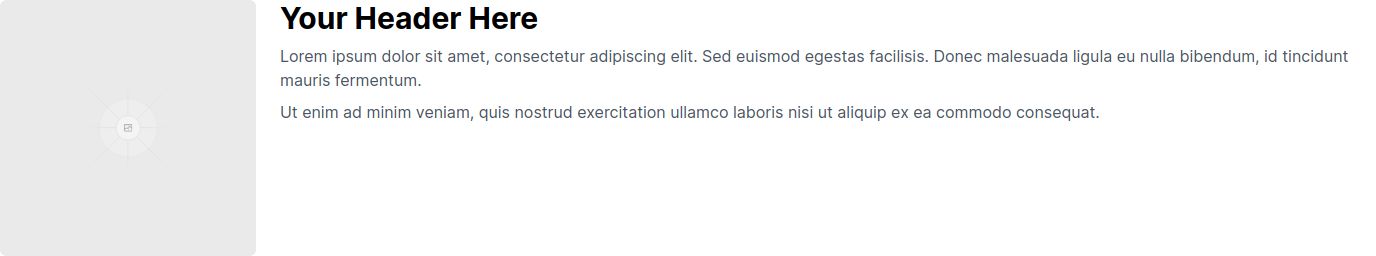 Your Header Here
Lorem ipsum dolor sit amet, consectetur adipiscing elit. Sed euismod egestas facilisis. Donec malesuada ligula eu nulla bibendum, id tincidunt
mauris fermentum.
Ut enim ad minim veniam, quis nostrud exercitation ullamco laboris nisi ut aliquip ex ea commodo consequat.